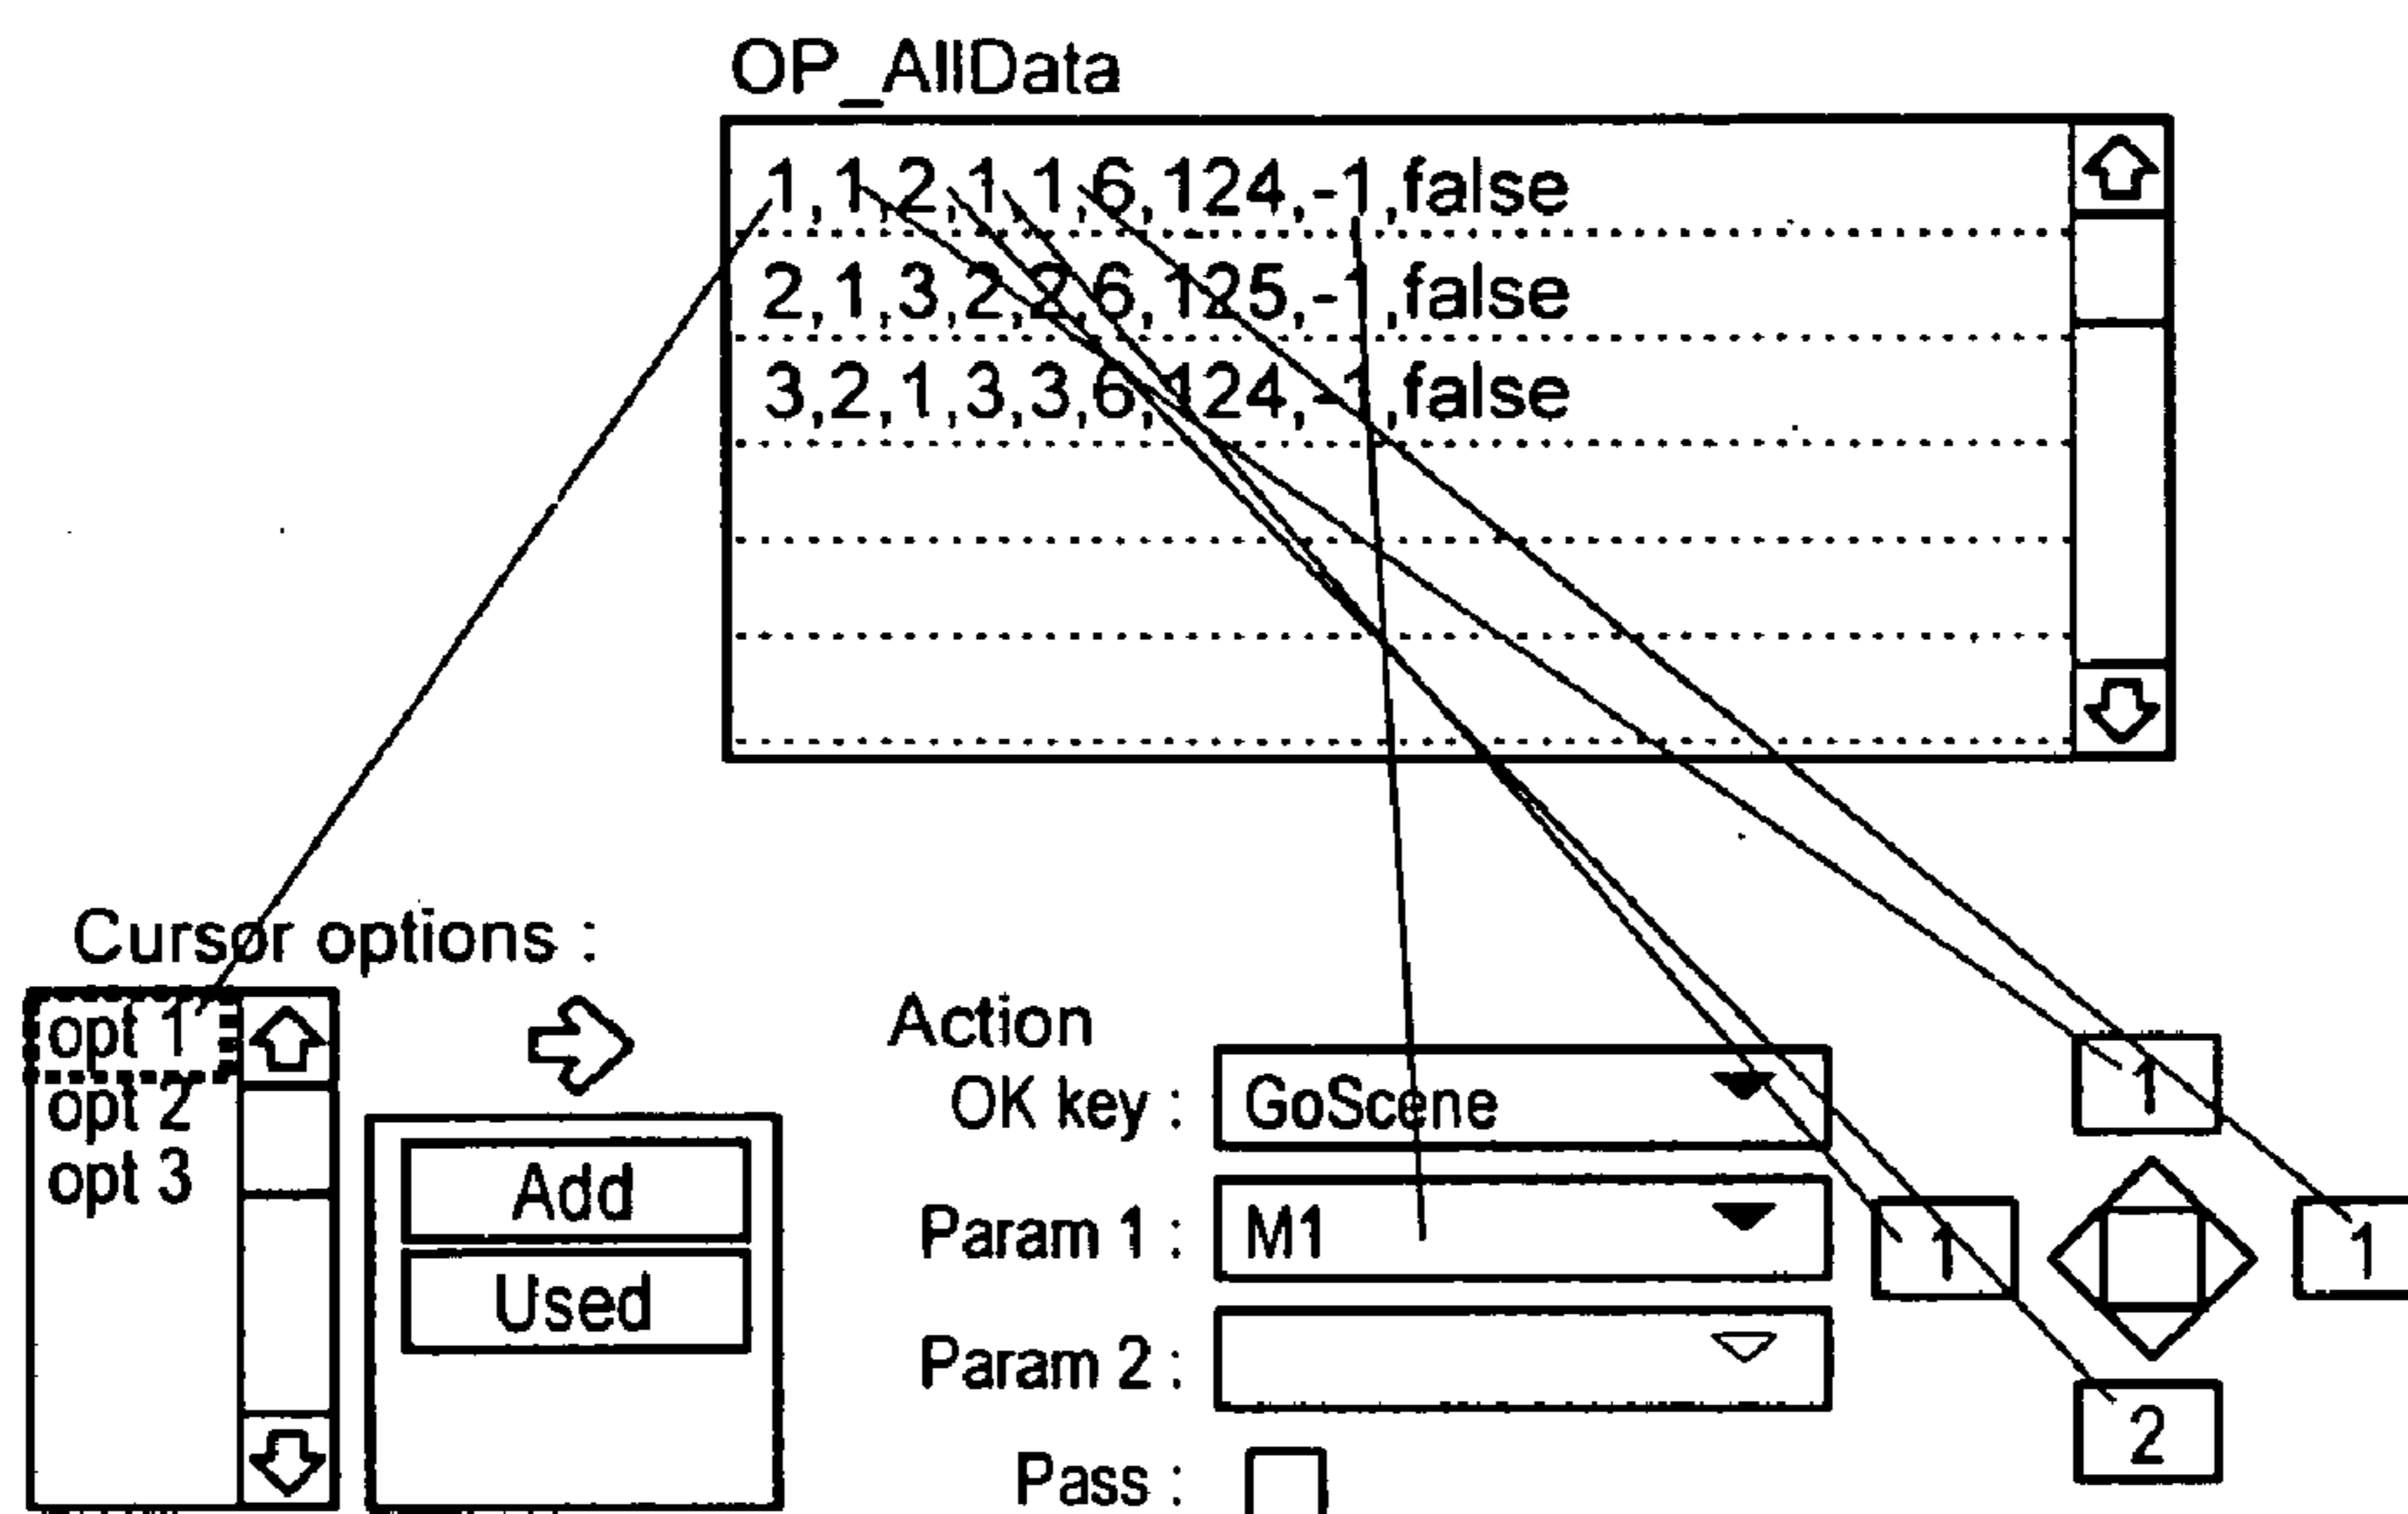 OP_AllData
1,1,2,1,1,6,124,-1,false
2,1,3,2,2,6,125,-1,false
3,2,1,3,3,6,124,-1,false
Cursor options :
opt 1
opt 2
opt 3
Add
Used
Action
OK key : GoScene
Param 1 : M1
Param 2 :
Pass :
1
1
1
2